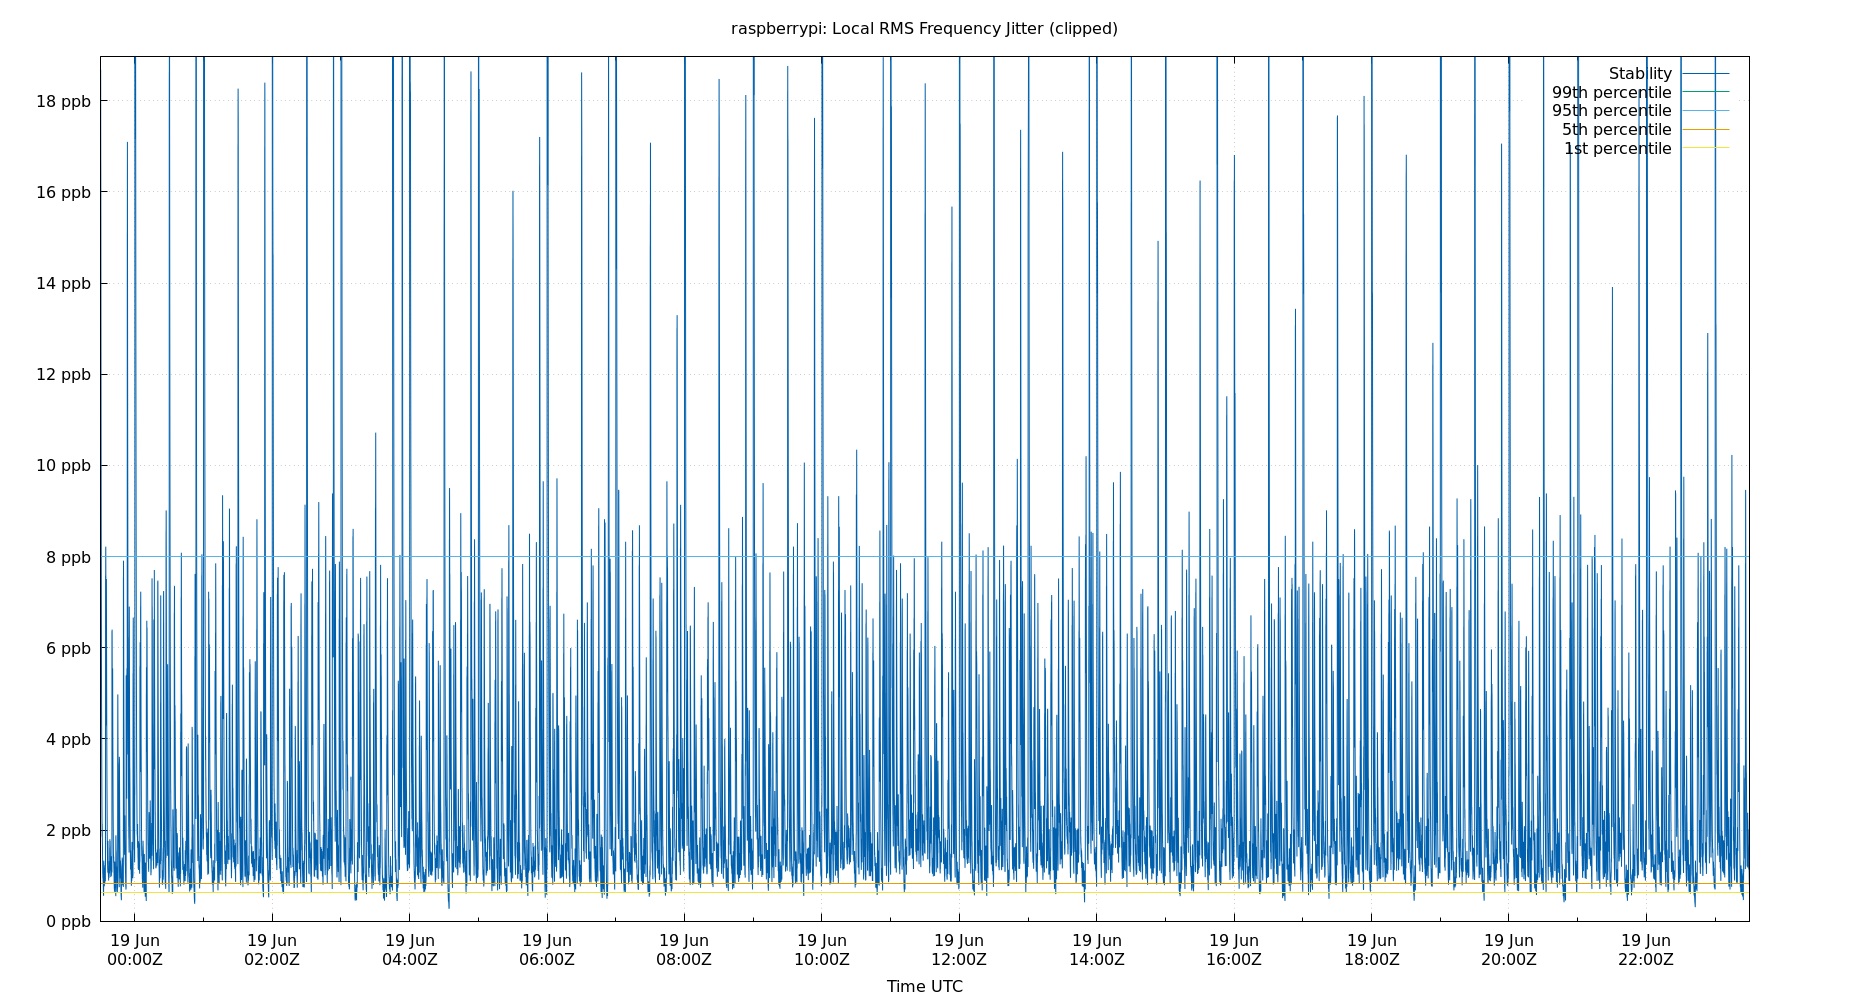 raspberrypi: Local RMS Frequency Jitter (clipped)
Stability
99th percentile
95th percentile
5th percentile
1st percentile
18 ppb
16 ppb
14 ppb
12 ppb
10 ppb
8 ppb
6 ppb
4 ppb
2 ppb
0 ppb
19 Jun 19 Jun 19 Jun 19 Jun 19 Jun 19 Jun 19 Jun 19 Jun 19 Jun 19 Jun 19 Jun 19 Jun
00:00Z 02:00Z 04:00Z 06:00Z 08:00Z 10:00Z 12:00Z 14:00Z 16:00Z 18:00Z 20:00Z 22:00Z
Time UTC